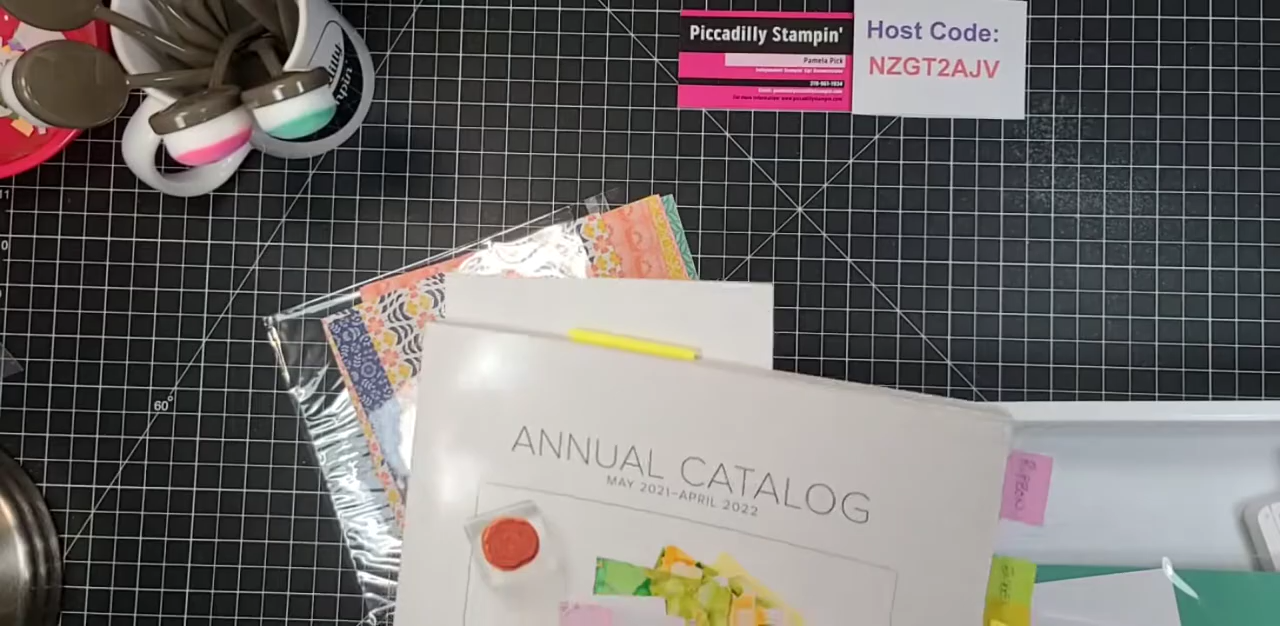 Piccadilly Stampin'
Pamela Pick
Host Code:
NZGT2AJV
60°
ANNUAL CATALOG
MAY 2021–APRIL 2022